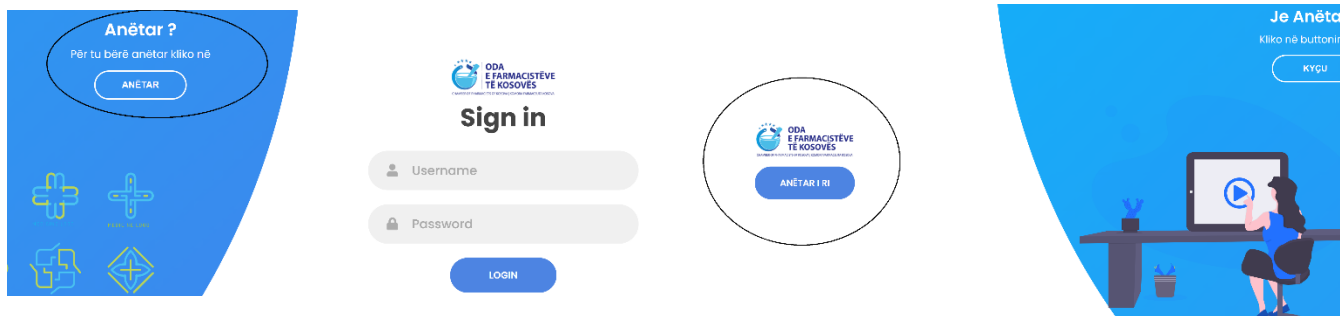 Anëtar ?
Për tu bërë anëtar kliko në
ANËTAR
ODA
E FARMACISTËVE
TË KOSOVËS
Sign in
Username
Password
LOGIN
ODA
E FARMACISTËVE
TË KOSOVËS
ANËTAR I RI
Je Anëta
Kliko në buttonin
KYÇU